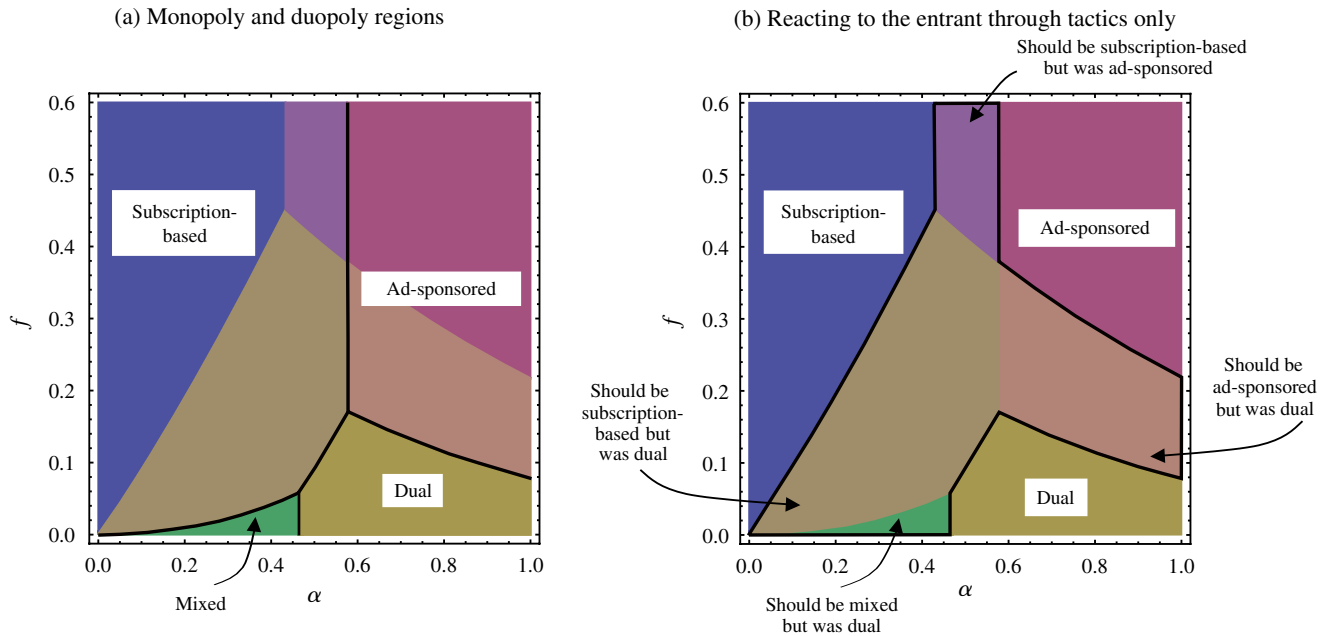 (a) Monopoly and duopoly regions
0.6
0.5
0.4
0.3
0.2
0.1
0.0
f
Subscription-
based
Ad-sponsored
Dual
Mixed
0.0
0.2
0.4
0.6
0.8
1.0
α
(b) Reacting to the entrant through tactics only
Should be subscription-based
but was ad-sponsored
0.6
0.5
0.4
0.3
0.2
0.1
0.0
f
Subscription-
based
Ad-sponsored
Should be
subscription-
based but
was dual
Should be
ad-sponsored
but was dual
Dual
0.0
0.2
0.4
0.6
0.8
1.0
α
Should be mixed
but was dual